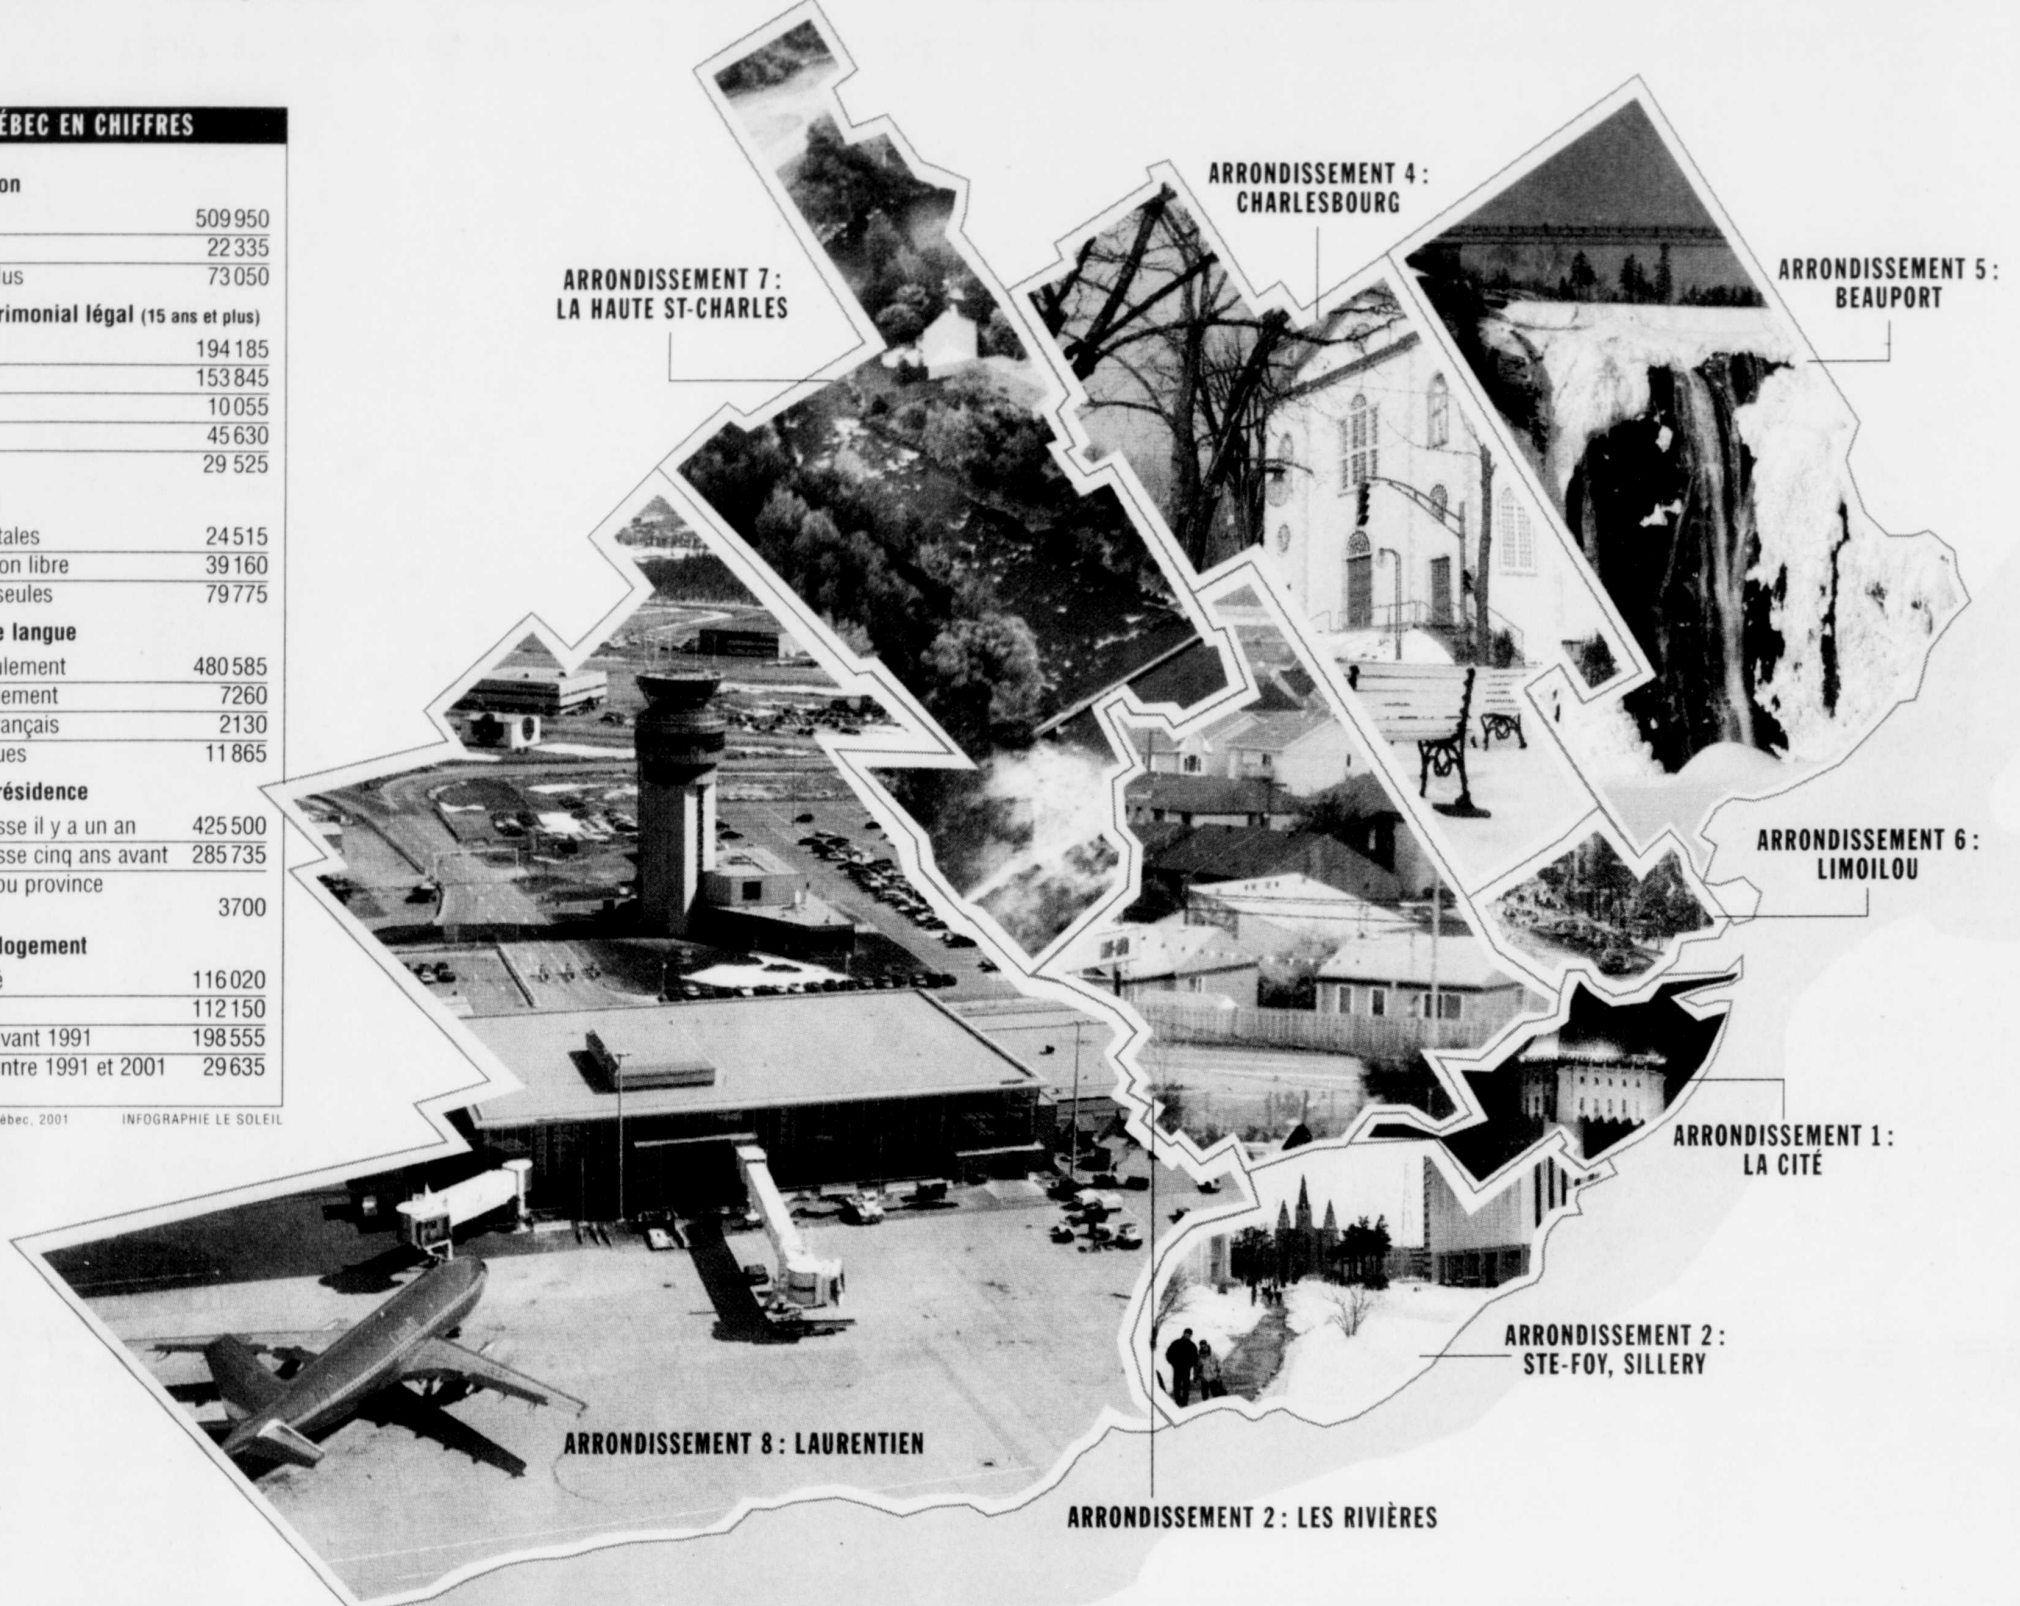 ÉBEC EN CHIFFRES
on
509 950
22 335
lus 73 050
rimonial légal (15 ans et plus)
194 185
153 845
10 055
45 630
29 525
tales 24 515
on libre 39 160
seules 79 775
e langue
lement 480 585
ement 7260
ançais 2130
ues 11 865
résidence
sse il y a un an 425 500
sse cinq ans avant 285 735
ou province
3700
logement
é 116 020
112 150
vant 1991 198 555
ntre 1991 et 2001 29 635
ébec, 2001 INFOGRAPHIE LE SOLEIL
ARRONDISSEMENT 7 :
LA HAUTE ST-CHARLES
ARRONDISSEMENT 4 :
CHARLESBOURG
ARRONDISSEMENT 5 :
BEAUPORT
ARRONDISSEMENT 6 :
LIMOILOU
ARRONDISSEMENT 1 :
LA CITÉ
ARRONDISSEMENT 2 :
STE-FOY, SILLERY
ARRONDISSEMENT 8 : LAURENTIEN
ARRONDISSEMENT 2 : LES RIVIÈRES